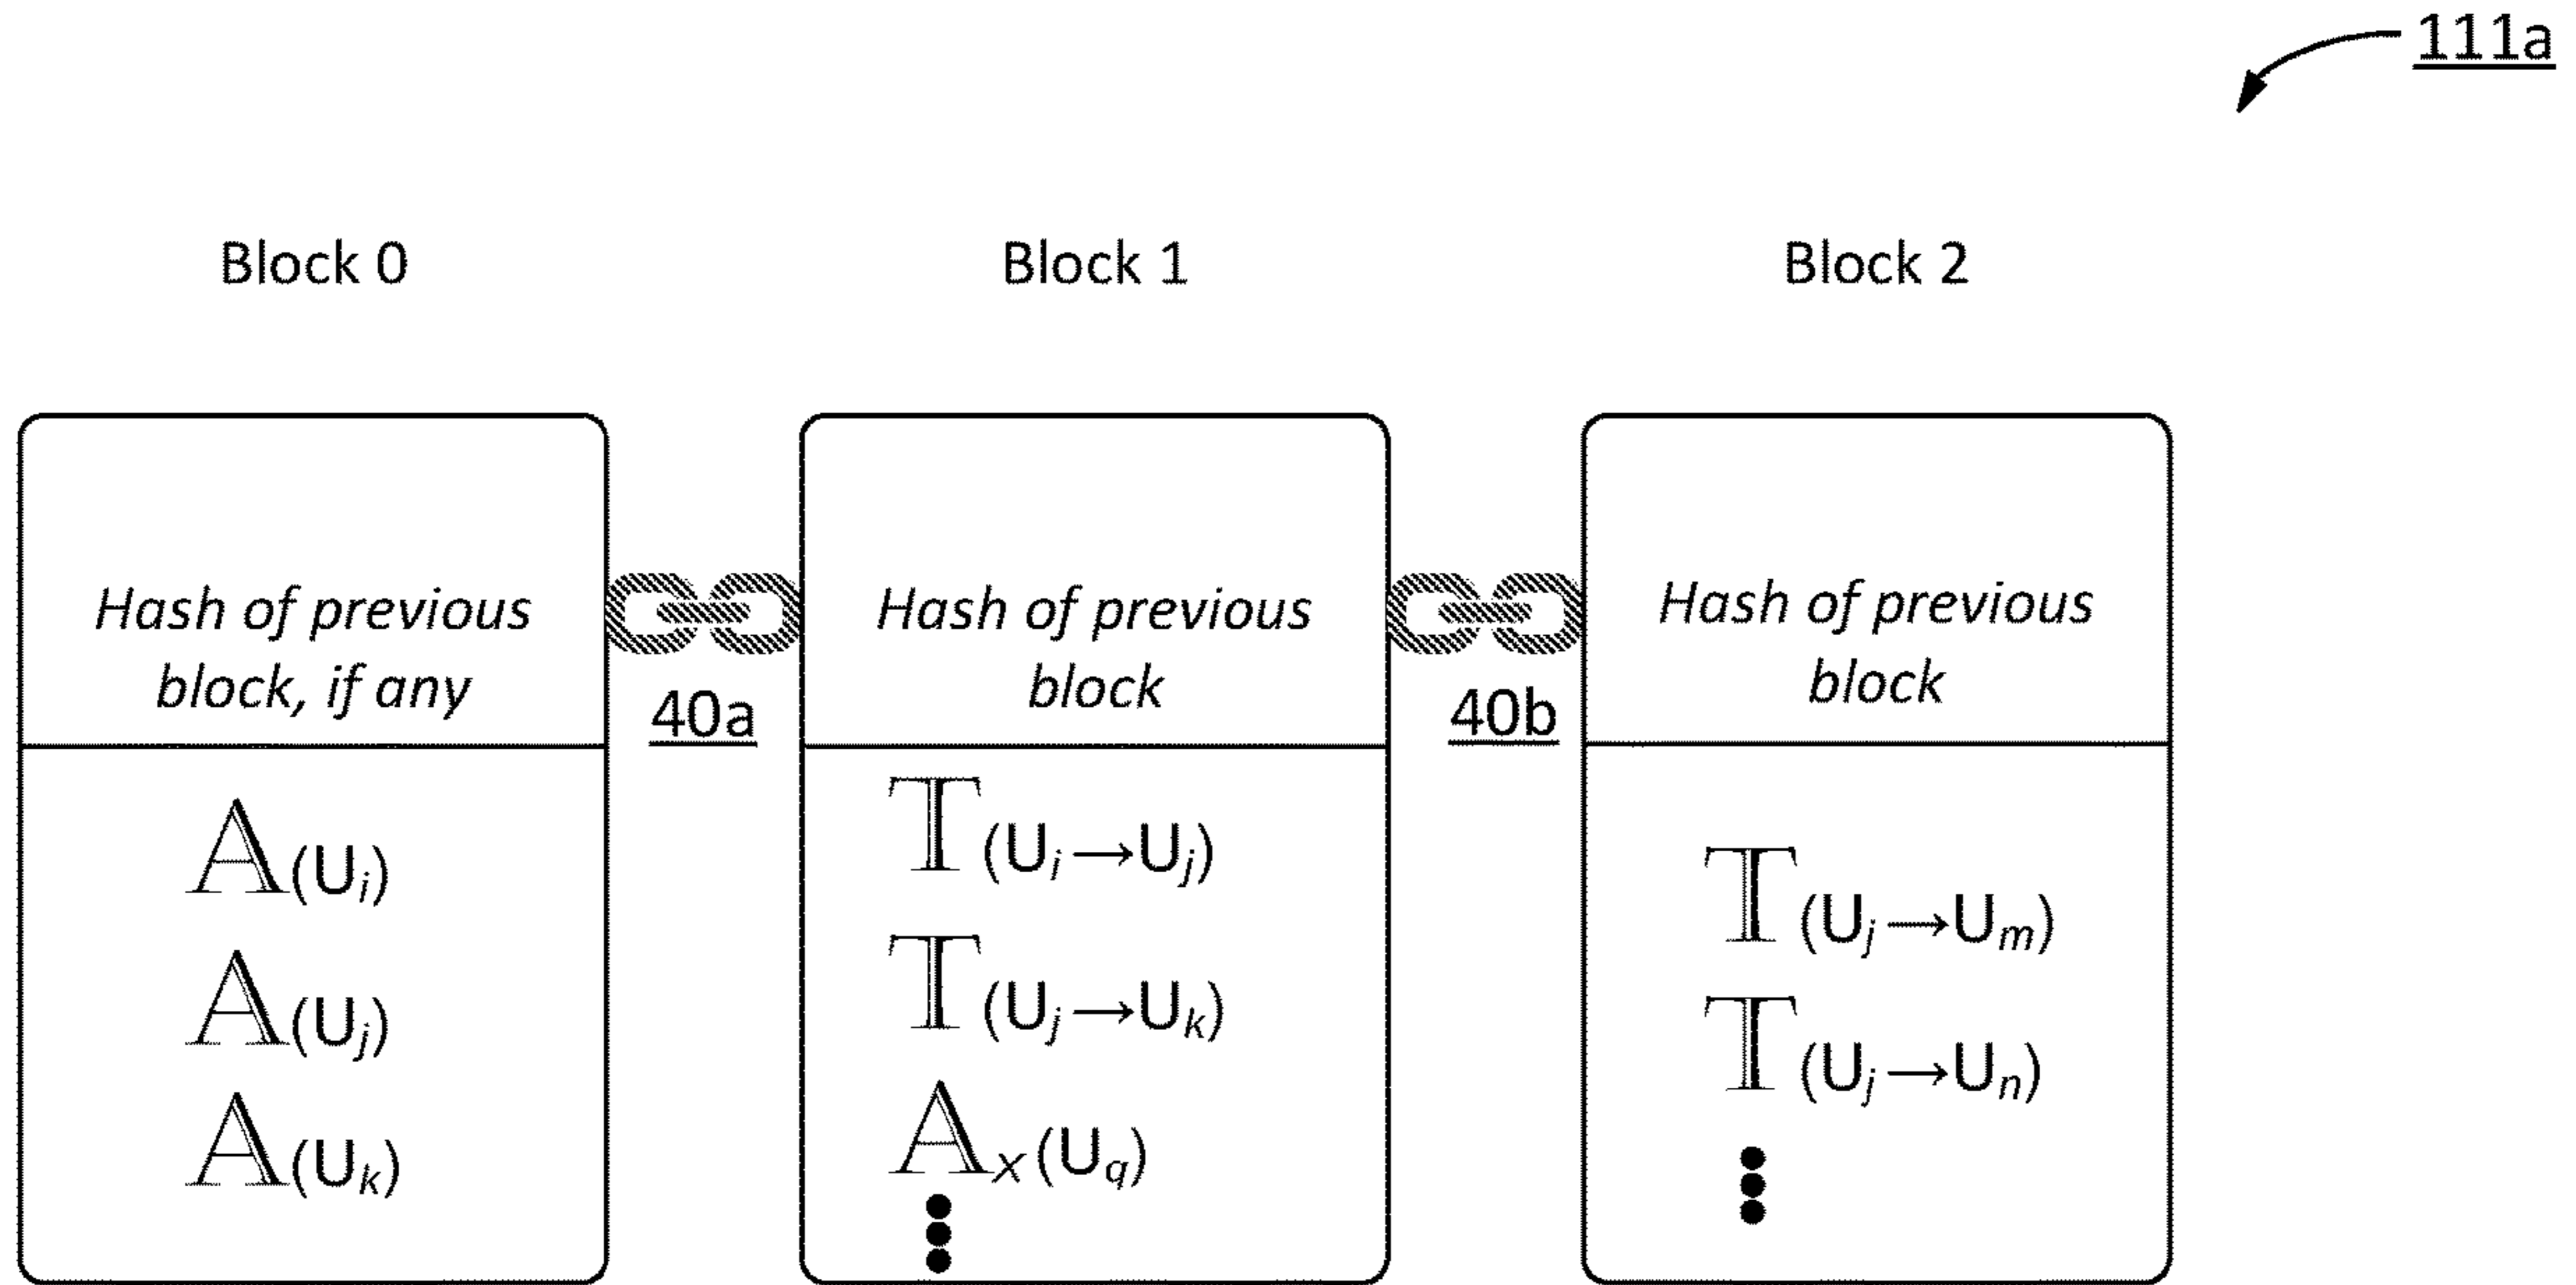 111a
Block 0
Block 1
Block 2
Hash of previous
block, if any
40a
Hash of previous
block
40b
Hash of previous
block
𝔸(Uᵢ)
𝔸(Uⱼ)
𝔸(Uₖ)
𝕋(Uᵢ→Uⱼ)
𝕋(Uⱼ→Uₖ)
𝔸ₓ(U_q)
𝕋(Uⱼ→Uₘ)
𝕋(Uⱼ→Uₙ)